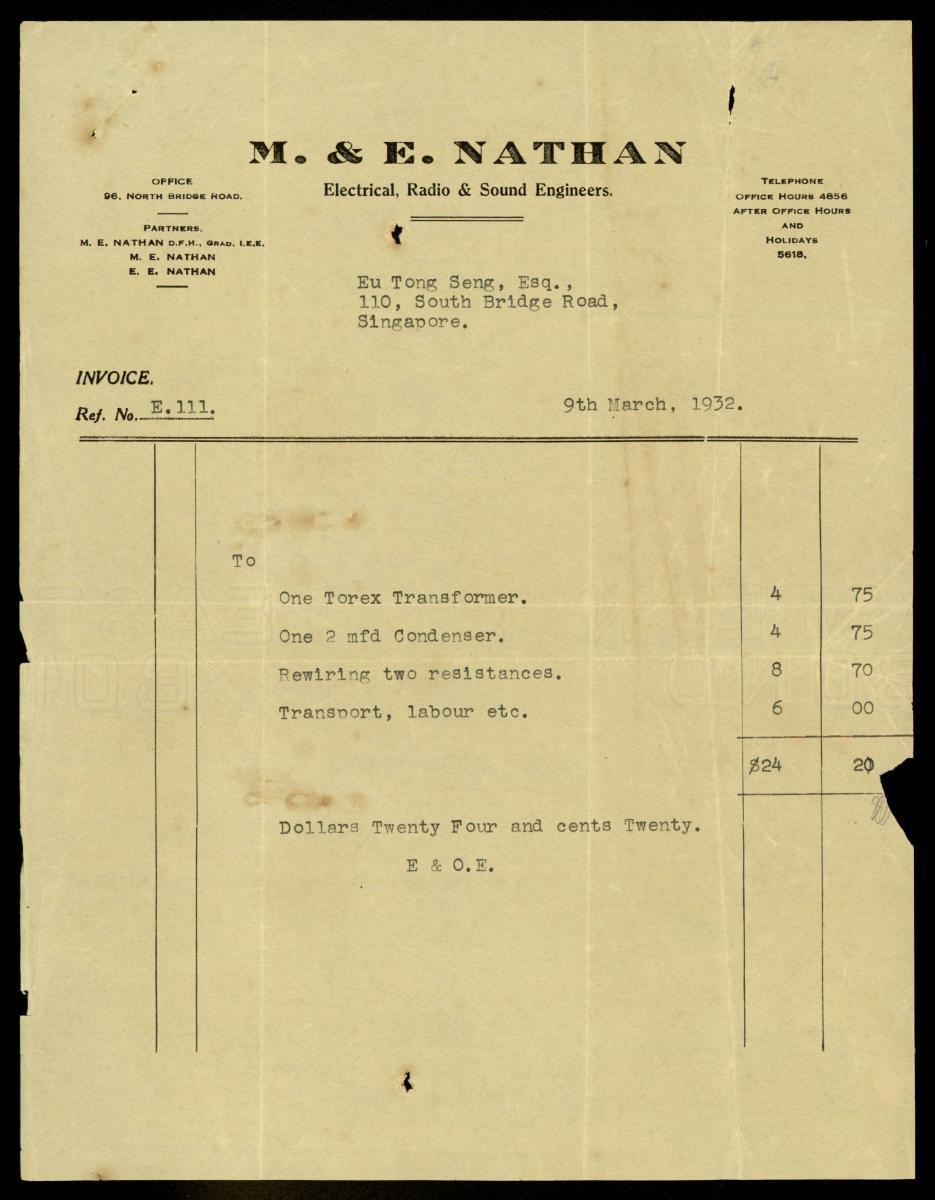 M. & E. NATHAN
Electrical, Radio & Sound Engineers.
OFFICE
96, NORTH BRIDGE ROAD.
PARTNERS.
M. E. NATHAN D.F.H., GRAD. I.E.E.
M. E. NATHAN
E. E. NATHAN
TELEPHONE
OFFICE HOURS 4856
AFTER OFFICE HOURS
AND
HOLIDAYS
5618.
Eu Tong Seng, Esq.,
110, South Bridge Road,
Singapore.
INVOICE.
Ref. No. E.111.
9th March, 1932.
To
One Torex Transformer. 4 75
One 2 mfd Condenser. 4 75
Rewiring two resistances. 8 70
Transport, labour etc. 6 00
$24 20
Dollars Twenty Four and cents Twenty.
E & O.E.